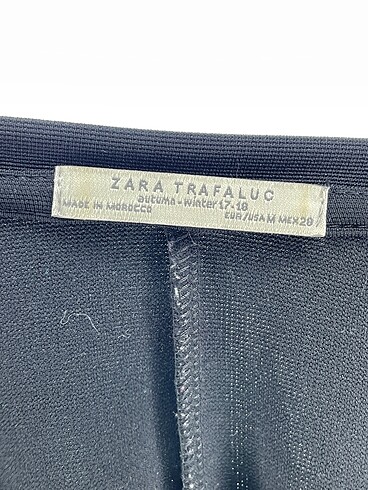 ZARA TRAFALUC
autumn-winter 17-18
MADE IN MOROCCO
EUR/USA M MEX 28